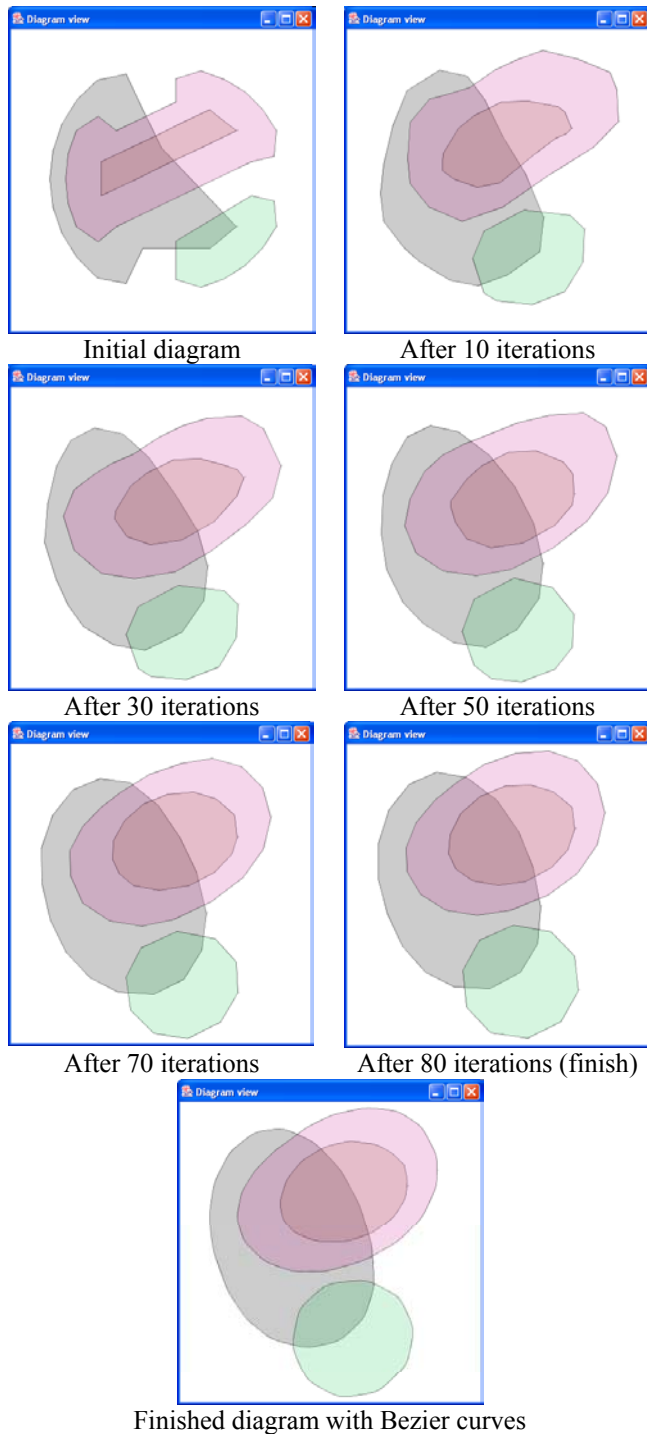 Diagram view
Diagram view
Initial diagram
After 10 iterations
Diagram view
Diagram view
After 30 iterations
After 50 iterations
Diagram view
Diagram view
After 70 iterations
After 80 iterations (finish)
Diagram view
Finished diagram with Bezier curves